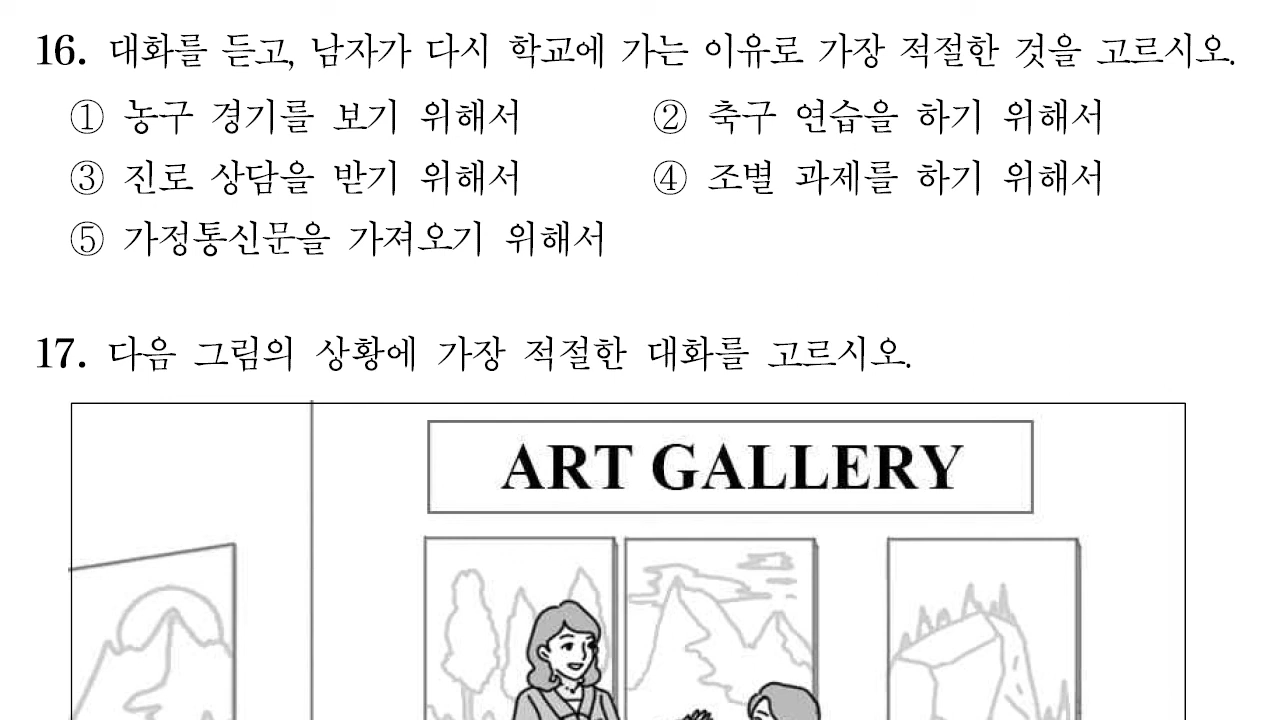 16. 대화를 듣고, 남자가 다시 학교에 가는 이유로 가장 적절한 것을 고르시오.
① 농구 경기를 보기 위해서 ② 축구 연습을 하기 위해서
③ 진로 상담을 받기 위해서 ④ 조별 과제를 하기 위해서
⑤ 가정통신문을 가져오기 위해서
17. 다음 그림의 상황에 가장 적절한 대화를 고르시오.
ART GALLERY